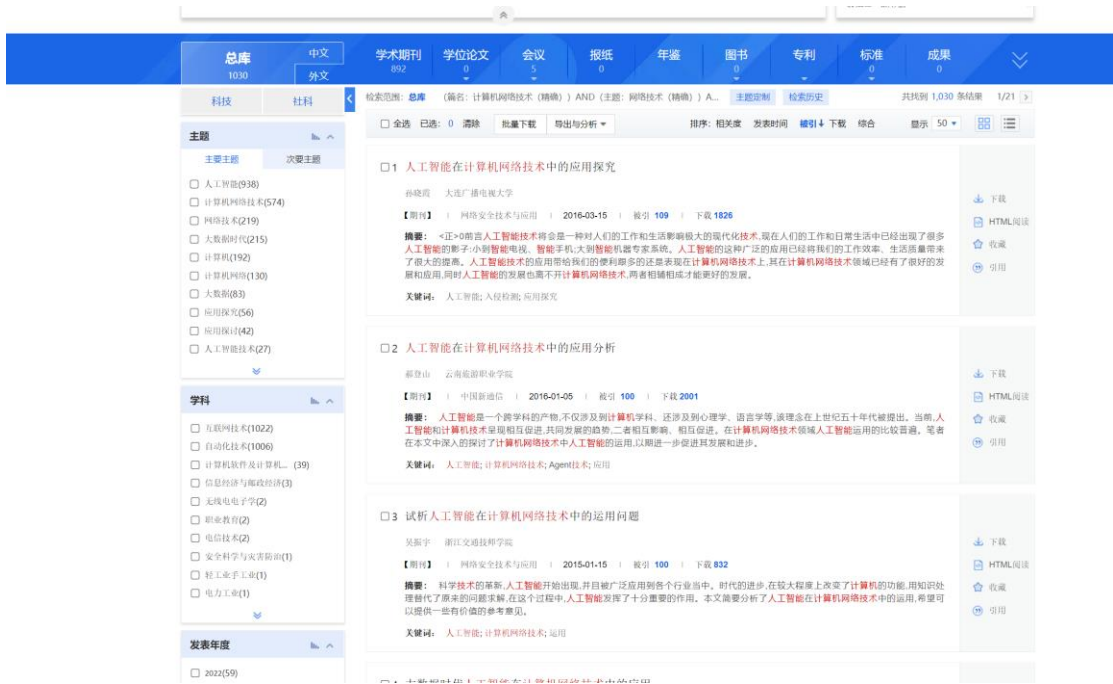 总库 中文 学术期刊 学位论文 会议 报纸 年鉴 图书 专利 标准 成果
1030 外文 892 0 5 0 0 0 0
科技 社科 检索范围：总库 （篇名：计算机网络技术（精确））AND（主题：网络技术（精确））A... 主题定制 检索历史 共找到 1,030 条结果 1/21
全选 已选：0 清除 批量下载 导出与分析 排序：相关度 发表时间 被引↓ 下载 综合 显示 50
主题
主要主题 次要主题
人工智能(938)
计算机网络技术(574)
网络技术(219)
大数据时代(215)
计算机(192)
计算机网络(130)
大数据(83)
应用探究(56)
应用探讨(42)
人工智能技术(27)
学科
互联网技术(1022)
自动化技术(1006)
计算机软件及计算机... (39)
信息经济与邮政经济(3)
无线电电子学(2)
职业教育(2)
电信技术(2)
安全科学与灾害防治(1)
轻工业手工业(1)
电力工业(1)
发表年度
2022(59)
1 人工智能在计算机网络技术中的应用探究
孙晓霞 大连广播电视大学
【期刊】 | 网络安全技术与应用 | 2016-03-15 | 被引 109 | 下载 1826
摘要： <正>0前言人工智能技术将会是一种对人们的工作和生活影响极大的现代化技术,现在人们的工作和日常生活中已经出现了很多
人工智能的影子:小到智能电视、智能手机;大到智能机器专家系统。人工智能的这种广泛的应用已经将我们的工作效率、生活质量带来
了很大的提高。人工智能技术的应用带给我们的便利跟多的还是表现在计算机网络技术上,其在计算机网络技术领域已经有了很好的发
展和应用,同时人工智能的发展也离不开计算机网络技术,两者相辅相成才能更好的发展。
关键词： 人工智能; 入侵检测; 应用探究
下载
HTML阅读
收藏
引用
2 人工智能在计算机网络技术中的应用分析
郝登山 云南旅游职业学院
【期刊】 | 中国新通信 | 2016-01-05 | 被引 100 | 下载 2001
摘要： 人工智能是一个跨学科的产物,不仅涉及到计算机学科、还涉及到心理学、语言学等,该理念在上世纪五十年代被提出。当前,人
工智能和计算机技术呈现相互促进,共同发展的趋势,二者相互影响、相互促进。在计算机网络技术领域人工智能运用的比较普遍。笔者
在本文中深入的探讨了计算机网络技术中人工智能的运用,以期进一步促进其发展和进步。
关键词： 人工智能; 计算机网络技术; Agent技术; 应用
下载
HTML阅读
收藏
引用
3 试析人工智能在计算机网络技术中的运用问题
吴振宇 浙江交通技师学院
【期刊】 | 网络安全技术与应用 | 2015-01-15 | 被引 100 | 下载 832
摘要： 科学技术的革新,人工智能开始出现,并且被广泛应用到各个行业当中。时代的进步,在较大程度上改变了计算机的功能,用知识处
理替代了原来的问题求解,在这个过程中,人工智能发挥了十分重要的作用。本文简要分析了人工智能在计算机网络技术中的运用,希望可
以提供一些有价值的参考意见。
关键词： 人工智能; 计算机网络技术; 运用
下载
HTML阅读
收藏
引用